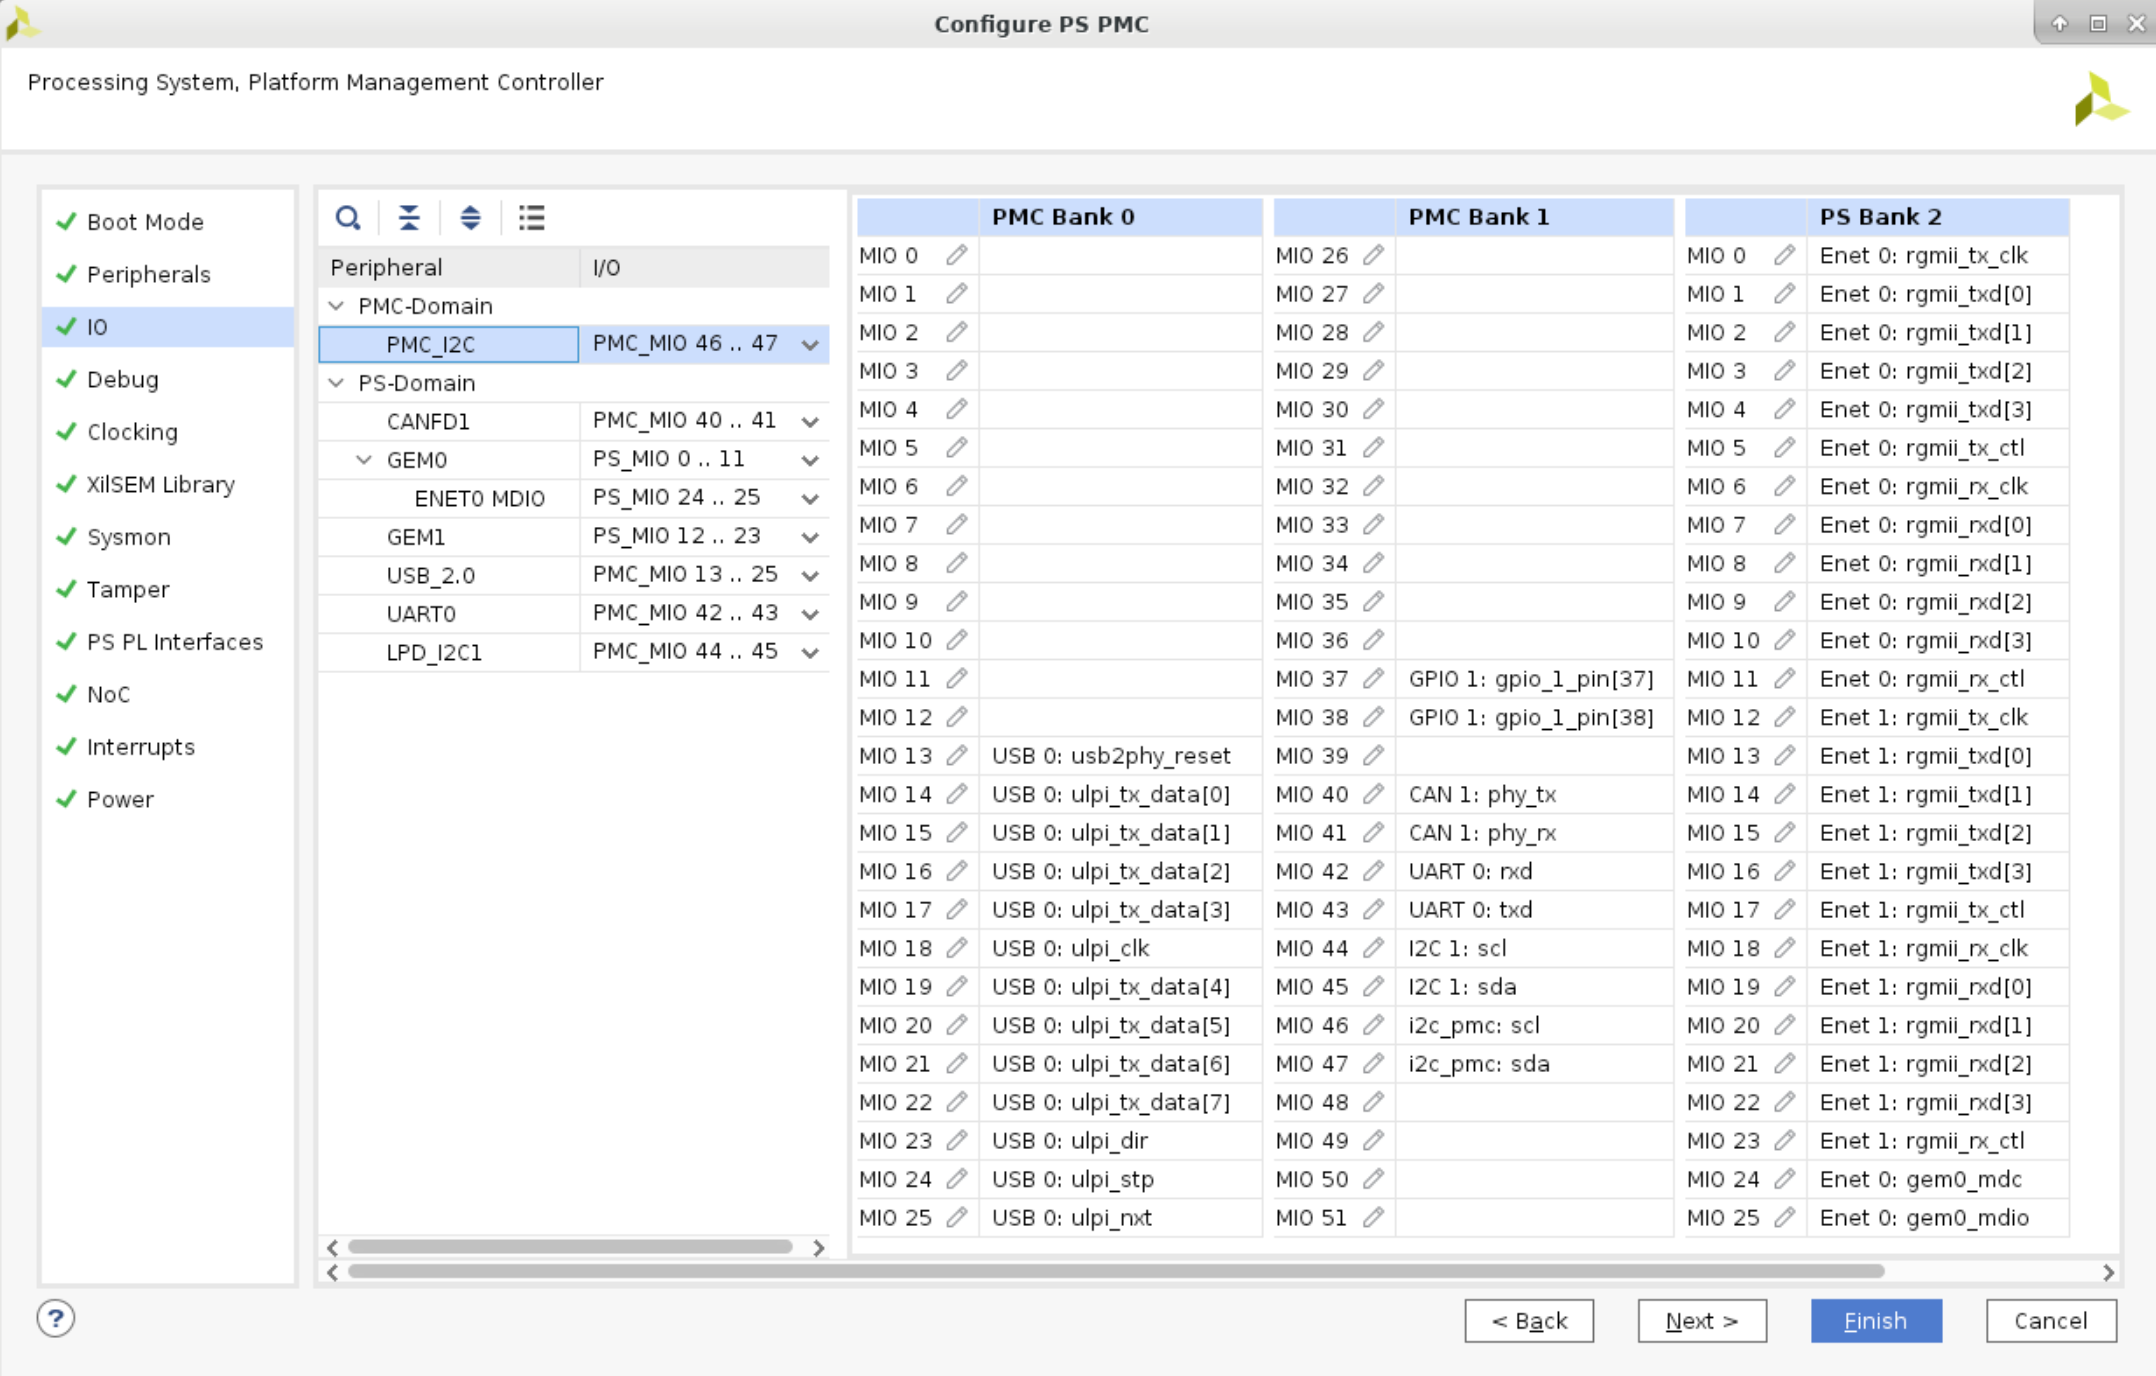 Configure PS PMC
Processing System, Platform Management Controller
Boot Mode
Peripherals
IO
Debug
Clocking
XilSEM Library
Sysmon
Tamper
PS PL Interfaces
NoC
Interrupts
Power
Peripheral I/O
PMC-Domain
PMC_I2C PMC_MIO 46 .. 47
PS-Domain
CANFD1 PMC_MIO 40 .. 41
GEM0 PS_MIO 0 .. 11
ENET0 MDIO PS_MIO 24 .. 25
GEM1 PS_MIO 12 .. 23
USB_2.0 PMC_MIO 13 .. 25
UART0 PMC_MIO 42 .. 43
LPD_I2C1 PMC_MIO 44 .. 45
PMC Bank 0
MIO 0
MIO 1
MIO 2
MIO 3
MIO 4
MIO 5
MIO 6
MIO 7
MIO 8
MIO 9
MIO 10
MIO 11
MIO 12
MIO 13 USB 0: usb2phy_reset
MIO 14 USB 0: ulpi_tx_data[0]
MIO 15 USB 0: ulpi_tx_data[1]
MIO 16 USB 0: ulpi_tx_data[2]
MIO 17 USB 0: ulpi_tx_data[3]
MIO 18 USB 0: ulpi_clk
MIO 19 USB 0: ulpi_tx_data[4]
MIO 20 USB 0: ulpi_tx_data[5]
MIO 21 USB 0: ulpi_tx_data[6]
MIO 22 USB 0: ulpi_tx_data[7]
MIO 23 USB 0: ulpi_dir
MIO 24 USB 0: ulpi_stp
MIO 25 USB 0: ulpi_nxt
PMC Bank 1
MIO 26
MIO 27
MIO 28
MIO 29
MIO 30
MIO 31
MIO 32
MIO 33
MIO 34
MIO 35
MIO 36
MIO 37 GPIO 1: gpio_1_pin[37]
MIO 38 GPIO 1: gpio_1_pin[38]
MIO 39
MIO 40 CAN 1: phy_tx
MIO 41 CAN 1: phy_rx
MIO 42 UART 0: rxd
MIO 43 UART 0: txd
MIO 44 I2C 1: scl
MIO 45 I2C 1: sda
MIO 46 i2c_pmc: scl
MIO 47 i2c_pmc: sda
MIO 48
MIO 49
MIO 50
MIO 51
PS Bank 2
MIO 0 Enet 0: rgmii_tx_clk
MIO 1 Enet 0: rgmii_txd[0]
MIO 2 Enet 0: rgmii_txd[1]
MIO 3 Enet 0: rgmii_txd[2]
MIO 4 Enet 0: rgmii_txd[3]
MIO 5 Enet 0: rgmii_tx_ctl
MIO 6 Enet 0: rgmii_rx_clk
MIO 7 Enet 0: rgmii_rxd[0]
MIO 8 Enet 0: rgmii_rxd[1]
MIO 9 Enet 0: rgmii_rxd[2]
MIO 10 Enet 0: rgmii_rxd[3]
MIO 11 Enet 0: rgmii_rx_ctl
MIO 12 Enet 1: rgmii_tx_clk
MIO 13 Enet 1: rgmii_txd[0]
MIO 14 Enet 1: rgmii_txd[1]
MIO 15 Enet 1: rgmii_txd[2]
MIO 16 Enet 1: rgmii_txd[3]
MIO 17 Enet 1: rgmii_tx_ctl
MIO 18 Enet 1: rgmii_rx_clk
MIO 19 Enet 1: rgmii_rxd[0]
MIO 20 Enet 1: rgmii_rxd[1]
MIO 21 Enet 1: rgmii_rxd[2]
MIO 22 Enet 1: rgmii_rxd[3]
MIO 23 Enet 1: rgmii_rx_ctl
MIO 24 Enet 0: gem0_mdc
MIO 25 Enet 0: gem0_mdio
?
< Back
Next >
Finish
Cancel